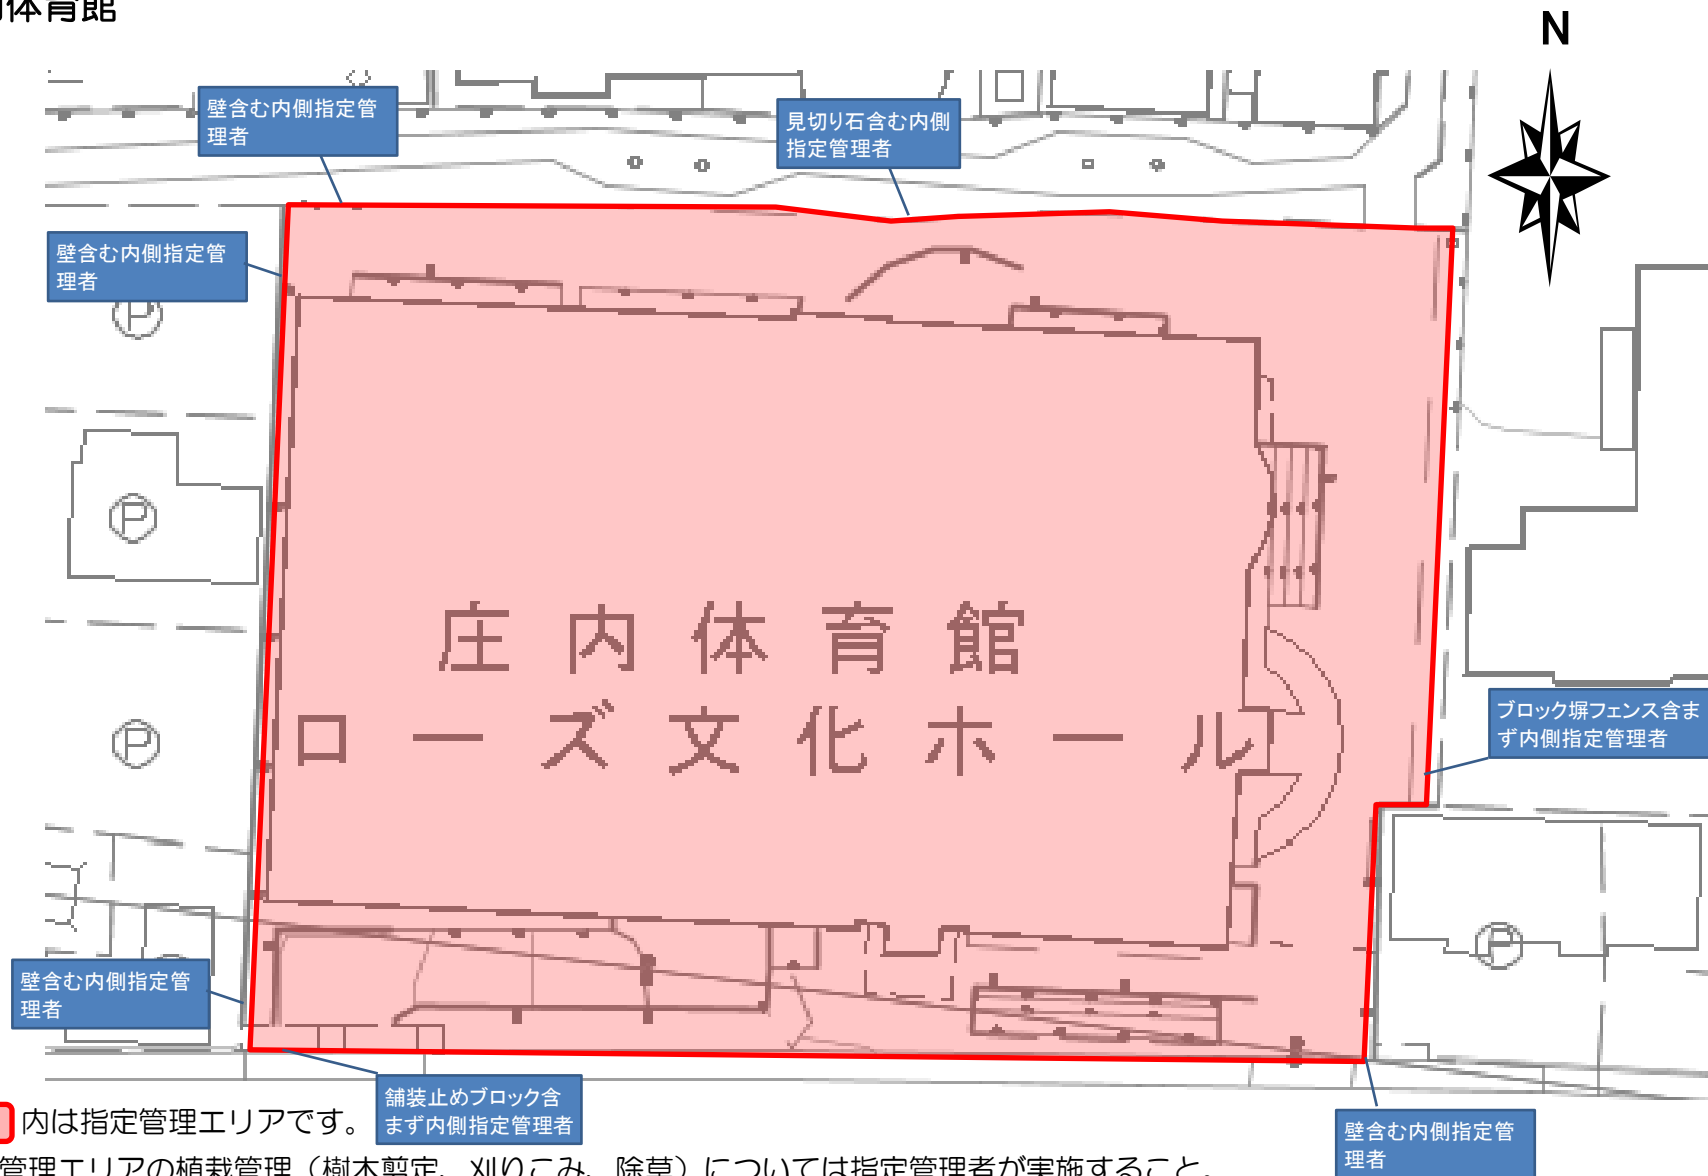 体育館
N
壁含む内側指定管
理者
見切り石含む内側
指定管理者
壁含む内側指定管
理者
P
P
P
庄内体育館
ローズ文化ホール
ブロック塀フェンス含ま
ず内側指定管理者
P
壁含む内側指定管
理者
舗装止めブロック含
まず内側指定管理者
内は指定管理エリアです。
壁含む内側指定管
理者
管理エリアの植栽管理（樹木剪定、刈りこみ、除草）については指定管理者が実施すること。